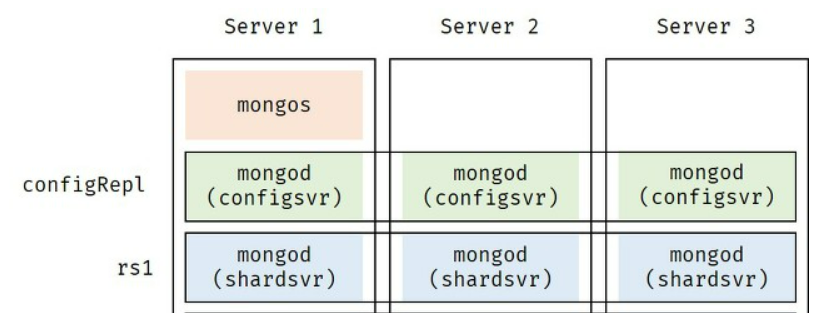 Server 1 Server 2 Server 3
mongos
mongod mongod mongod
configRepl
(configsvr) (configsvr) (configsvr)
mongod mongod mongod
rs1
(shardsvr) (shardsvr) (shardsvr)